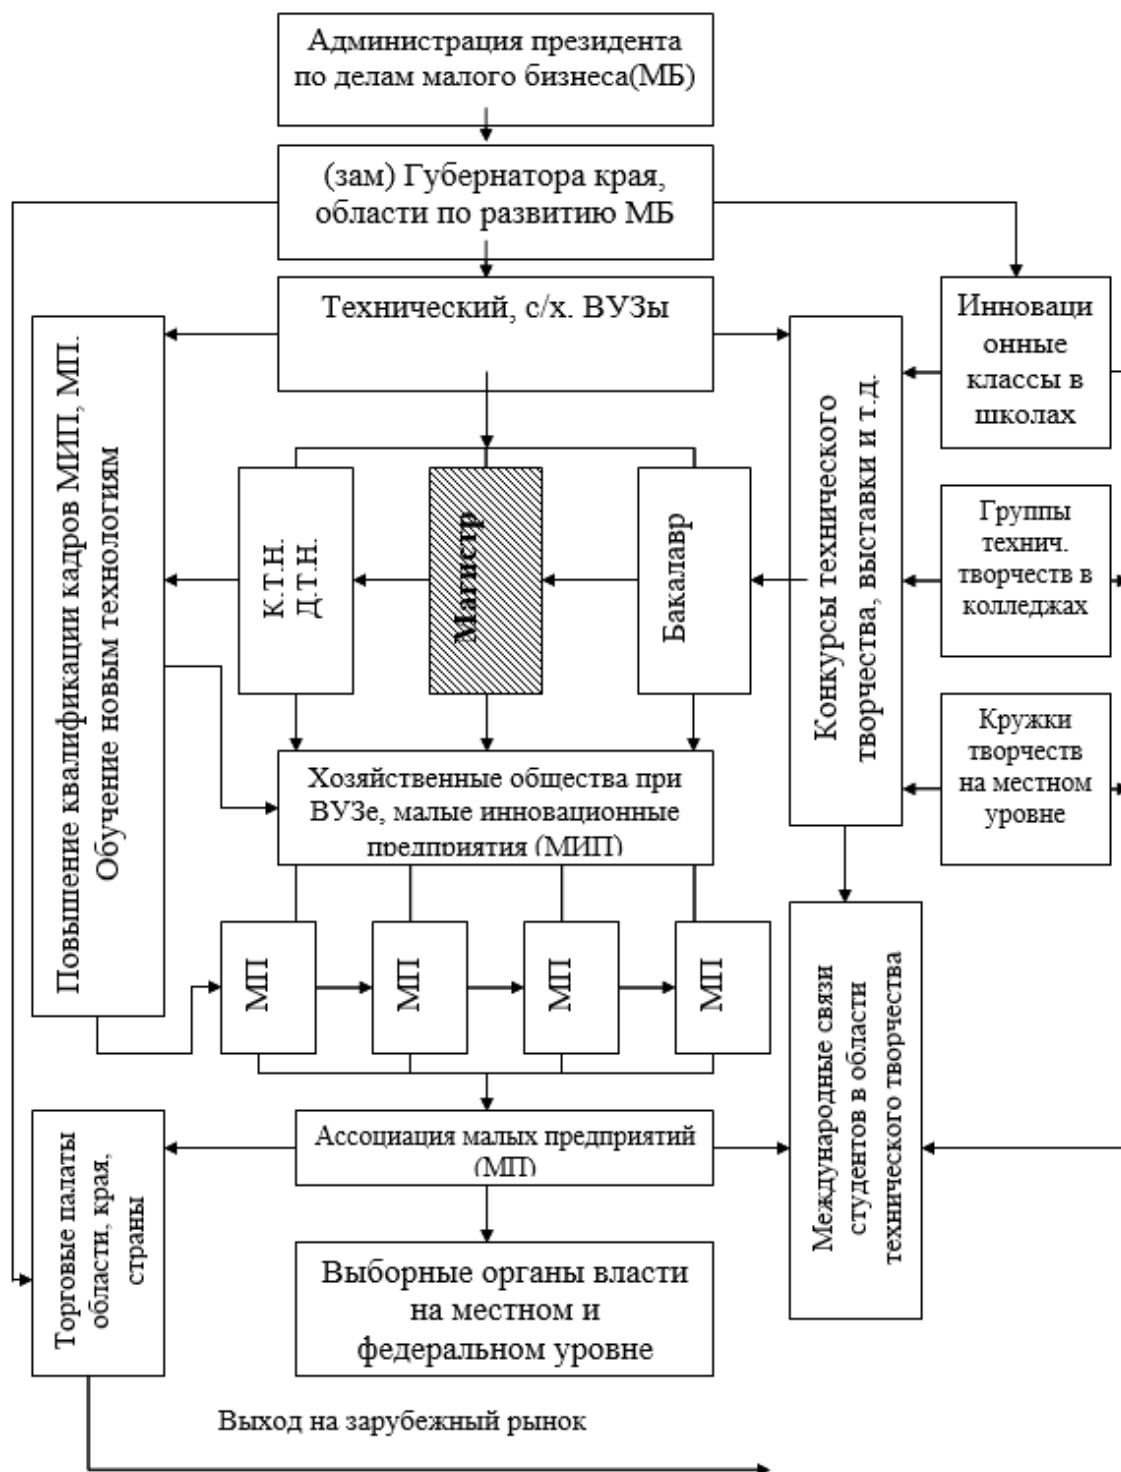 Администрация президента
по делам малого бизнеса(МБ)
(зам) Губернатора края,
области по развитию МБ
Технический, с/х. ВУЗы
Инноваци
онные
классы в
школах
Повышение квалификации кадров МИП, МП.
Обучение новым технологиям
К.Т.Н.
Д.Т.Н.
Магистр
Бакалавр
Конкурсы технического
творчества, выставки и т.д.
Группы
технич.
творчеств в
колледжах
Кружки
творчеств
на местном
уровне
Хозяйственные общества при
ВУЗе, малые инновационные
предприятия (МИП)
МП
МП
МП
МП
Международные связи
студентов в области
технического творчества
Торговые палаты
области, края,
страны
Ассоциация малых предприятий
(МП)
Выборные органы власти
на местном и
федеральном уровне
Выход на зарубежный рынок